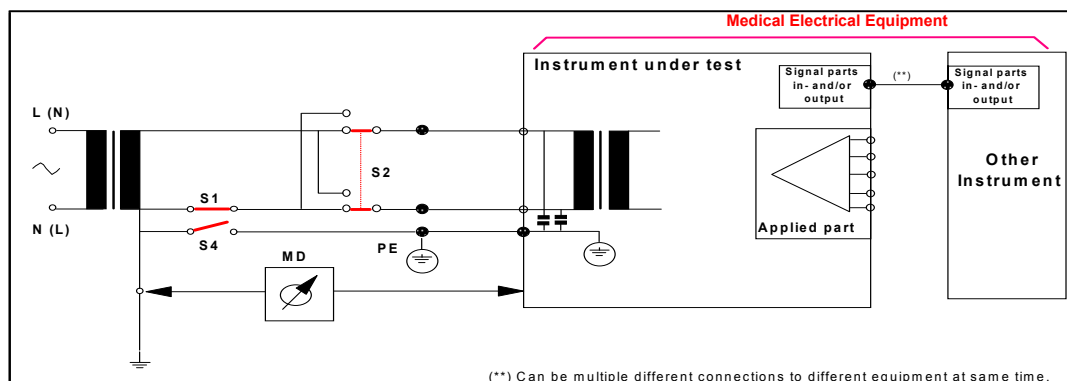 Medical Electrical Equipment
Instrument under test
Signal parts
in- and/or
output
(**)
Signal parts
in- and/or
output
L (N)
S2
Other
Instrument
S1
Applied part
N (L)
S4
PE
MD
(**) Can be multiple different connections to different equipment at same time.